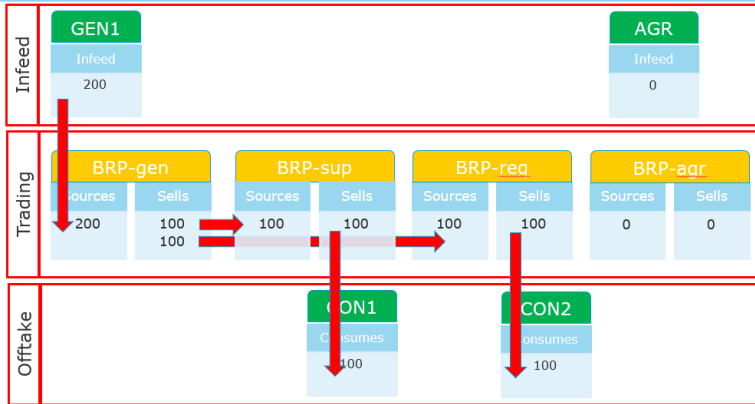 Infeed
GEN1
Infeed
200
AGR
Infeed
0
Trading
BRP-gen
Sources
Sells
200
100
100
BRP-sup
Sources
Sells
100
100
BRP-req
Sources
Sells
100
100
BRP-agr
Sources
Sells
0
0
Offtake
CON1
Consumes
100
CON2
Consumes
100